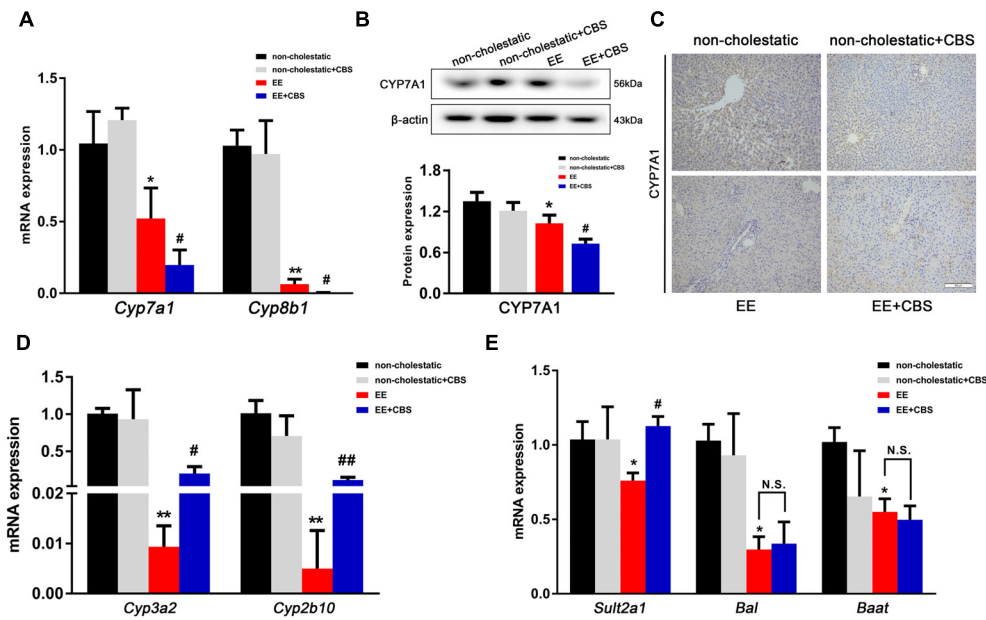 A
non-cholestatic
non-cholestatic+CBS
EE
EE+CBS
mRNA expression
1.5
1.0
0.5
0.0
*
#
**
#
Cyp7a1
Cyp8b1
B
non-cholestatic
non-cholestatic+CBS
EE
EE+CBS
CYP7A1
56kDa
β-actin
43kDa
non-cholestatic
non-cholestatic+CBS
EE
EE+CBS
Protein expression
1.8
1.2
0.6
0.0
*
#
CYP7A1
C
non-cholestatic
non-cholestatic+CBS
CYP7A1
EE
EE+CBS
D
non-cholestatic
non-cholestatic+CBS
EE
EE+CBS
mRNA expression
1.5
1.0
0.5
0.02
0.01
0.00
**
#
**
##
Cyp3a2
Cyp2b10
E
non-cholestatic
non-cholestatic+CBS
EE
EE+CBS
mRNA expression
1.5
1.0
0.5
0.0
*
#
N.S.
*
N.S.
*
Sult2a1
Bal
Baat